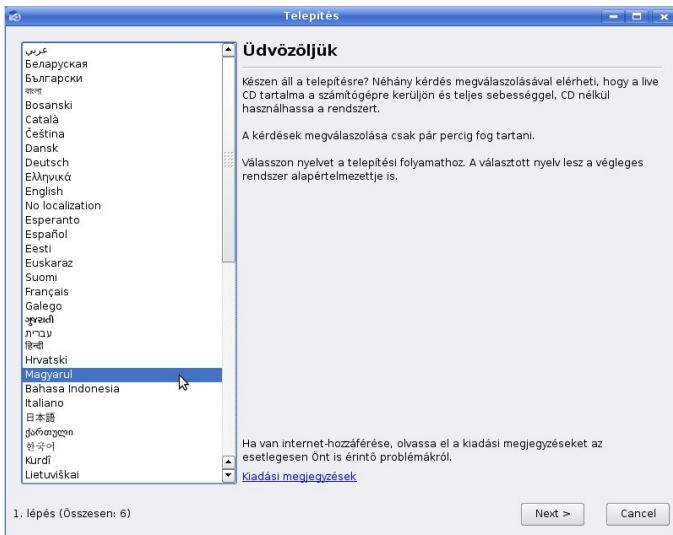 Telepítés
عربي
Беларуская
Български
বাংলা
Bosanski
Català
Čeština
Dansk
Deutsch
Ελληνικά
English
No localization
Esperanto
Español
Eesti
Euskaraz
Suomi
Français
Galego
ગુજરાતી
עברית
हिन्दी
Hrvatski
Magyarul
Bahasa Indonesia
Italiano
日本語
ქართული
한국어
Kurdî
Lietuviškai
Üdvözöljük
Készen áll a telepítésre? Néhány kérdés megválaszolásával elérheti, hogy a live
CD tartalma a számítógépre kerüljön és teljes sebességgel, CD nélkül
használhassa a rendszert.
A kérdések megválaszolása csak pár percig fog tartani.
Válasszon nyelvet a telepítési folyamathoz. A választott nyelv lesz a végleges
rendszer alapértelmezettje is.
Ha van internet-hozzáférése, olvassa el a kiadási megjegyzéseket az
esetlegesen Önt is érintő problémákról.
Kiadási megjegyzések
1. lépés (Összesen: 6)
Next >
Cancel